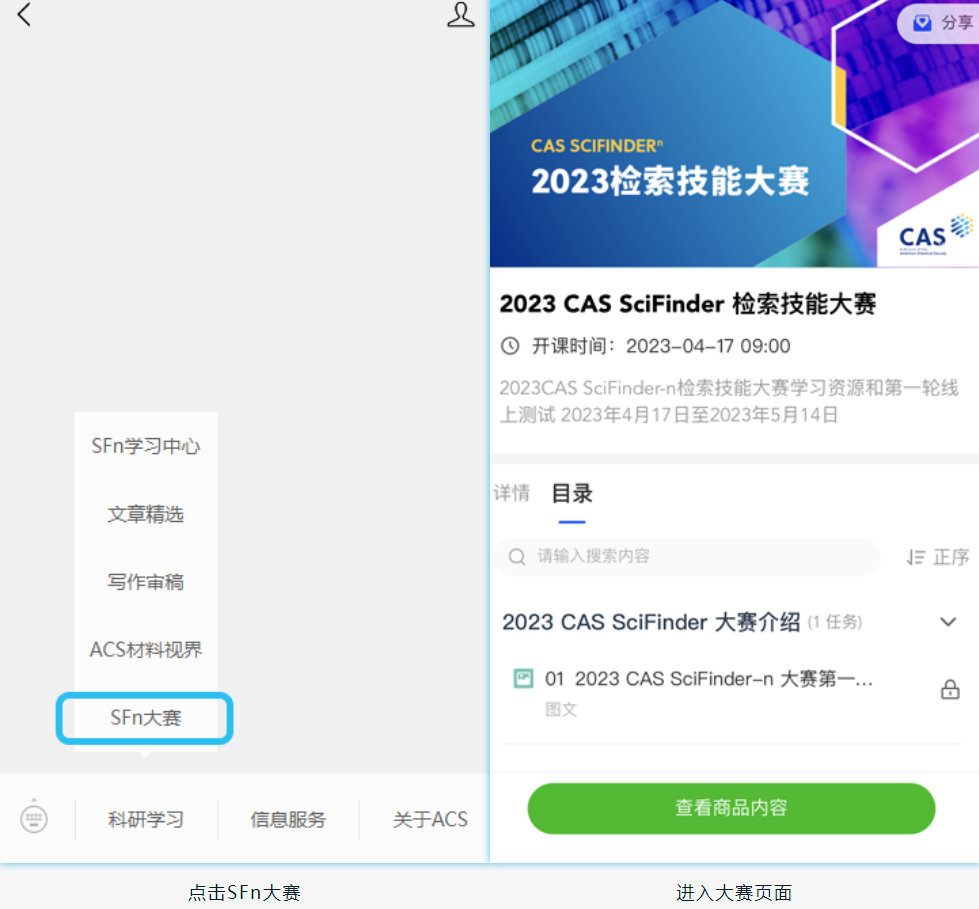 SFn学习中心
文章精选
写作审稿
ACS材料视界
SFn大赛
科研学习
信息服务
关于ACS
点击SFn大赛
分享
CAS SCIFINDERⁿ
2023检索技能大赛
CAS
2023 CAS SciFinder 检索技能大赛
开课时间：2023-04-17 09:00
2023CAS SciFinder-n检索技能大赛学习资源和第一轮线
上测试 2023年4月17日至2023年5月14日
详情 目录
请输入搜索内容
正序
2023 CAS SciFinder 大赛介绍 (1 任务)
01 2023 CAS SciFinder-n 大赛第一...
图文
查看商品内容
进入大赛页面